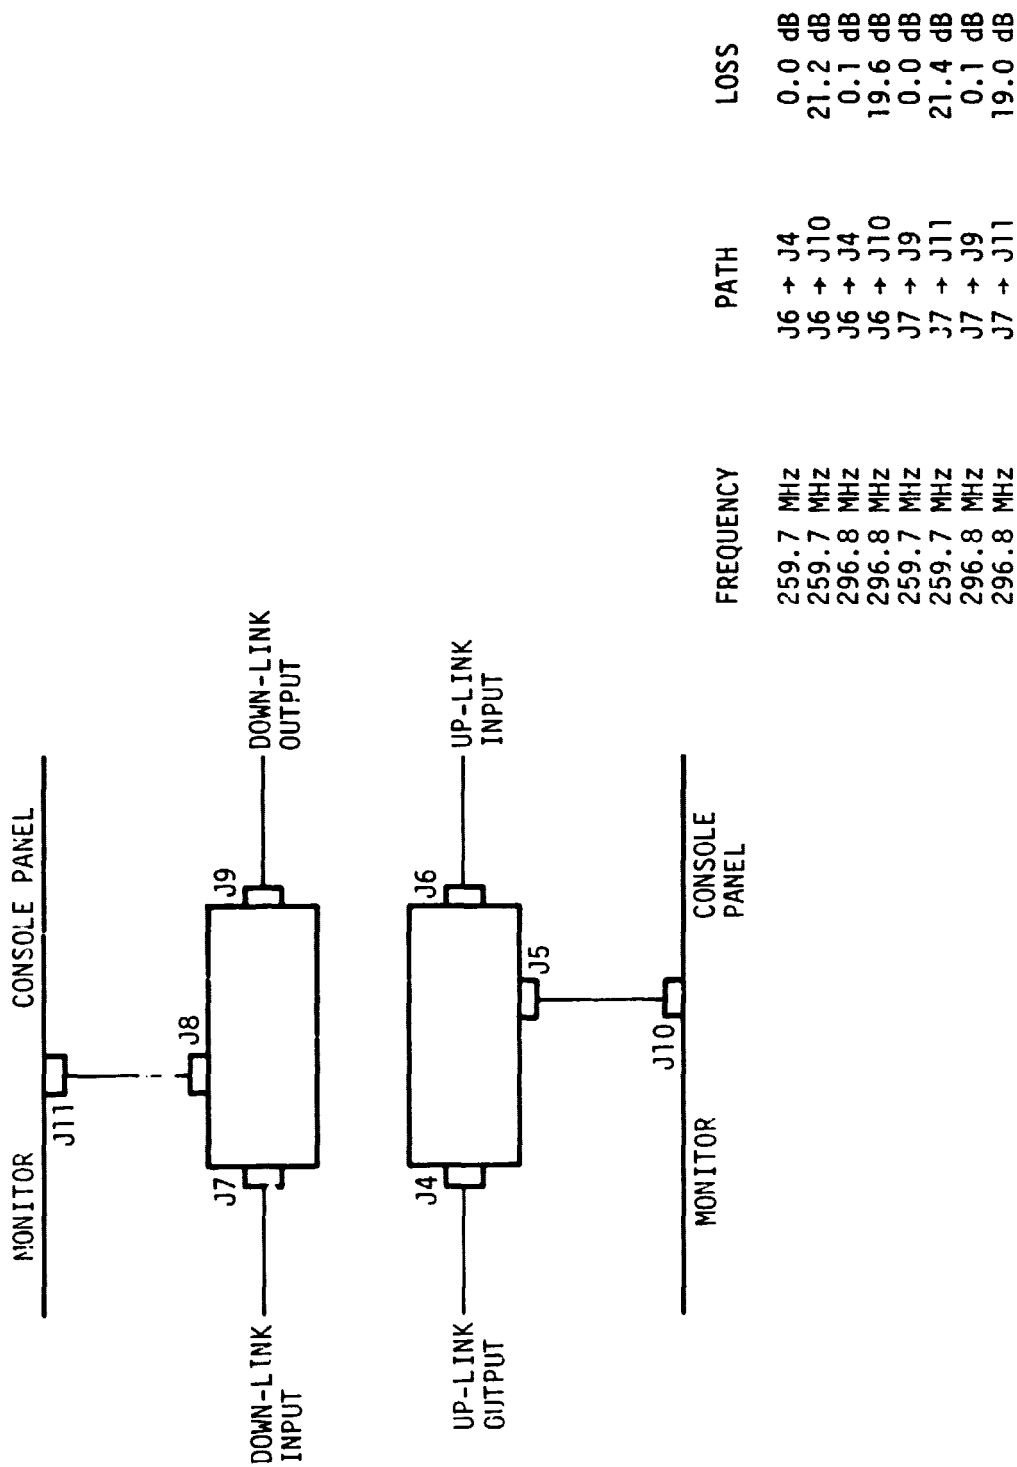 MONITOR CONSOLE PANEL
J11
J8
J7
J9
DOWN-LINK
INPUT
DOWN-LINK
OUTPUT
J4
J6
UP-LINK
OUTPUT
UP-LINK
INPUT
J5
J10
MONITOR
CONSOLE
PANEL
FREQUENCY PATH LOSS
259.7 MHz J6 → J4 0.0 dB
259.7 MHz J6 → J10 21.2 dB
296.8 MHz J6 → J4 0.1 dB
296.8 MHz J6 → J10 19.6 dB
259.7 MHz J7 → J9 0.0 dB
259.7 MHz J7 → J11 21.4 dB
296.8 MHz J7 → J9 0.1 dB
296.8 MHz J7 → J11 19.0 dB